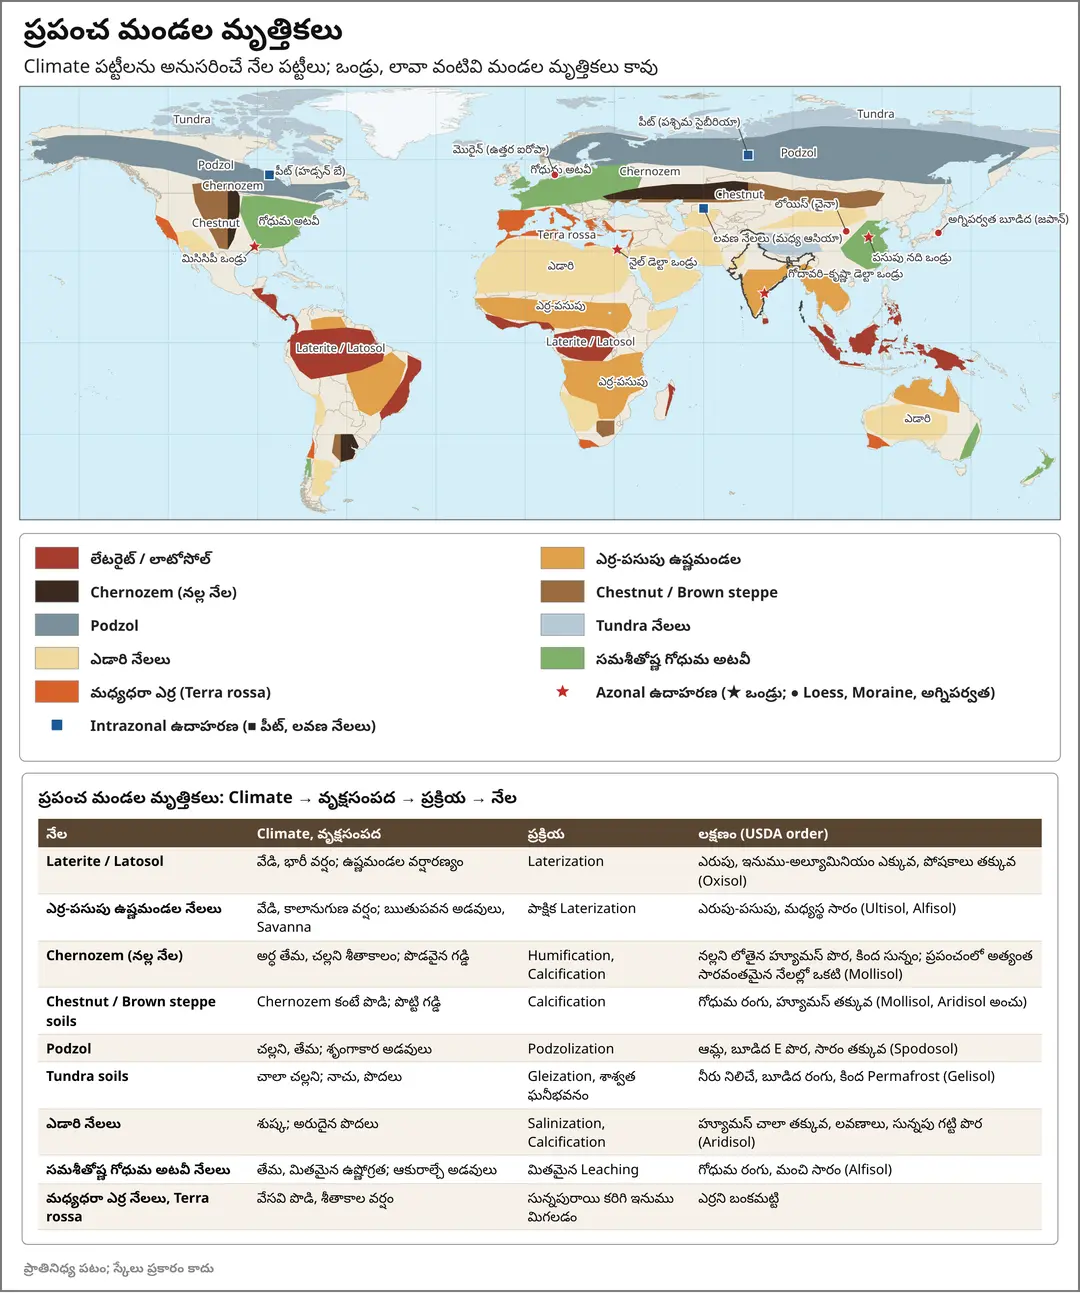 ప్రపంచ మండల మృత్తికలు
Climate పట్టీలను అనుసరించే నేల పట్టీలు; ఒండ్రు, లావా వంటివి మండల మృత్తికలు కావు
Tundra
Tundra
పీట్ (పశ్చిమ సైబీరియా)
మొరైన్ (ఉత్తర ఐరోపా)
Podzol
Podzol
పీట్ (హడ్సన్ బే)
గోధుమ అటవీ
Chernozem
Chernozem
Chestnut
లోయిస్ (చైనా)
Chestnut
గోధుమ అటవీ
అగ్నిపర్వత బూడిద (జపాన్)
Terra rossa
లవణ నేలలు (మధ్య ఆసియా)
మిసిసిపీ ఒండ్రు
పసుపు నది ఒండ్రు
ఎడారి
నైల్ డెల్టా ఒండ్రు
గోదావరి-కృష్ణా డెల్టా ఒండ్రు
ఎర్ర-పసుపు
Laterite / Latosol
Laterite / Latosol
ఎర్ర-పసుపు
ఎడారి
లేటరైట్ / లాటోసోల్
ఎర్ర-పసుపు ఉష్ణమండల
Chernozem (నల్ల నేల)
Chestnut / Brown steppe
Podzol
Tundra నేలలు
ఎడారి నేలలు
సమశీతోష్ణ గోధుమ అటవీ
మధ్యధరా ఎర్ర (Terra rossa)
Azonal ఉదాహరణ (★ ఒండ్రు; ● Loess, Moraine, అగ్నిపర్వత)
Intrazonal ఉదాహరణ (■ పీట్, లవణ నేలలు)
ప్రపంచ మండల మృత్తికలు: Climate → వృక్షసంపద → ప్రక్రియ → నేల
నేల Climate, వృక్షసంపద ప్రక్రియ లక్షణం (USDA order)
Laterite / Latosol వేడి, భారీ వర్షం; ఉష్ణమండల వర్షారణ్యం Laterization ఎరుపు, ఇనుము-అల్యూమినియం ఎక్కువ, పోషకాలు తక్కువ
(Oxisol)
ఎర్ర-పసుపు ఉష్ణమండల నేలలు వేడి, కాలానుగుణ వర్షం; ఋతుపవన అడవులు, పాక్షిక Laterization ఎరుపు-పసుపు, మధ్యస్థ సారం (Ultisol, Alfisol)
Savanna
Chernozem (నల్ల నేల) అర్ధ తేమ, చల్లని శీతాకాలం; పొడవైన గడ్డి Humification, నల్లని లోతైన హ్యూమస్ పొర, కింద సున్నం; ప్రపంచంలో అత్యంత
Calcification సారవంతమైన నేలల్లో ఒకటి (Mollisol)
Chestnut / Brown steppe Chernozem కంటే పొడి; పొట్టి గడ్డి Calcification గోధుమ రంగు, హ్యూమస్ తక్కువ (Mollisol, Aridisol అంచు)
soils
Podzol చల్లని, తేమ; శృంగాకార అడవులు Podzolization ఆమ్ల, బూడిద E పొర, సారం తక్కువ (Spodosol)
Tundra soils చాలా చల్లని; నాచు, పొదలు Gleization, శాశ్వత నీరు నిలిచే, బూడిద రంగు, కింద Permafrost (Gelisol)
ఘనీభవనం
ఎడారి నేలలు శుష్క; అరుదైన పొదలు Salinization, హ్యూమస్ చాలా తక్కువ, లవణాలు, సున్నపు గట్టి పొర
Calcification (Aridisol)
సమశీతోష్ణ గోధుమ అటవీ నేలలు తేమ, మితమైన ఉష్ణోగ్రత; ఆకురాల్చే అడవులు మితమైన Leaching గోధుమ రంగు, మంచి సారం (Alfisol)
మధ్యధరా ఎర్ర నేలలు, Terra వేసవి పొడి, శీతాకాల వర్షం సున్నపురాయి కరిగి ఇనుము ఎర్రని బంకమట్టి
rossa మిగలడం
ప్రాతినిధ్య పటం; స్కేలు ప్రకారం కాదు